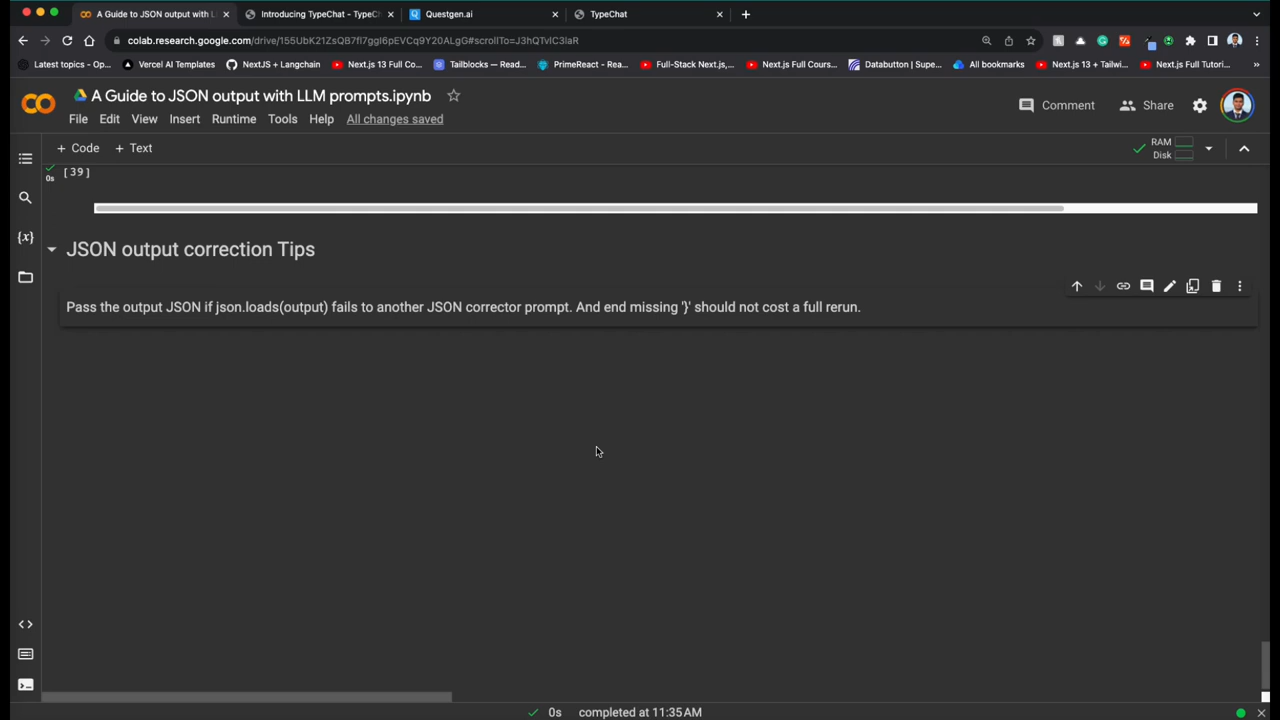 A Guide to JSON output with L
Introducing TypeChat - TypeC
Questgen.ai
TypeChat
colab.research.google.com/drive/155UbK21ZsQB7fl7ggI6pEVCq9Y20ALgG#scrollTo=J3hQTvlC3laR
Latest topics - Op...
Vercel AI Templates
NextJS + Langchain
Next.js 13 Full Co...
Tailblocks — Read...
PrimeReact - Rea...
Full-Stack Next.js,...
Next.js Full Cours...
Databutton | Supe...
All bookmarks
Next.js 13 + Tailwi...
Next.js Full Tutori...
»
CO
A Guide to JSON output with LLM prompts.ipynb
Comment
Share
File Edit View Insert Runtime Tools Help All changes saved
+ Code + Text
RAM
Disk
0s
[39]
{x}
JSON output correction Tips
Pass the output JSON if json.loads(output) fails to another JSON corrector prompt. And end missing '}' should not cost a full rerun.
0s completed at 11:35 AM